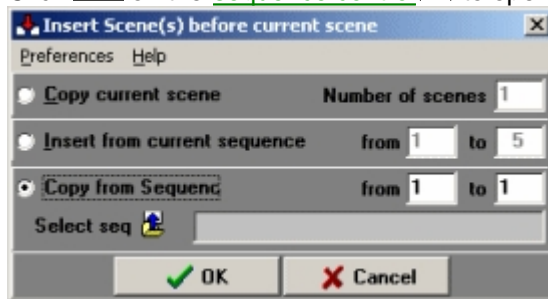 Insert Scene(s) before current scene
Preferences Help
Copy current scene Number of scenes 1
Insert from current sequence from 1 to 5
Copy from Sequenc from 1 to 1
Select seq
OK Cancel